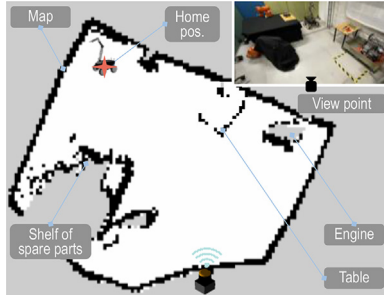 Map
Home
pos.
View point
Shelf of
spare parts
Engine
Table